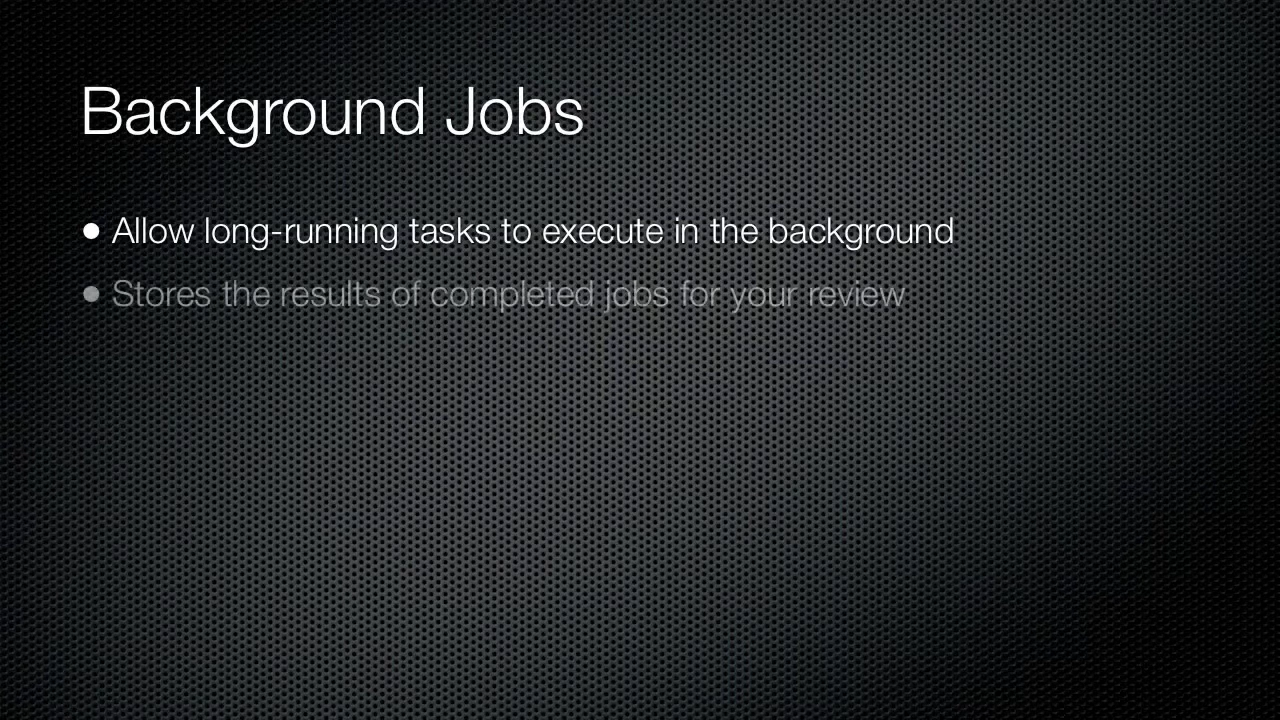 Background Jobs
● Allow long-running tasks to execute in the background
● Stores the results of completed jobs for your review